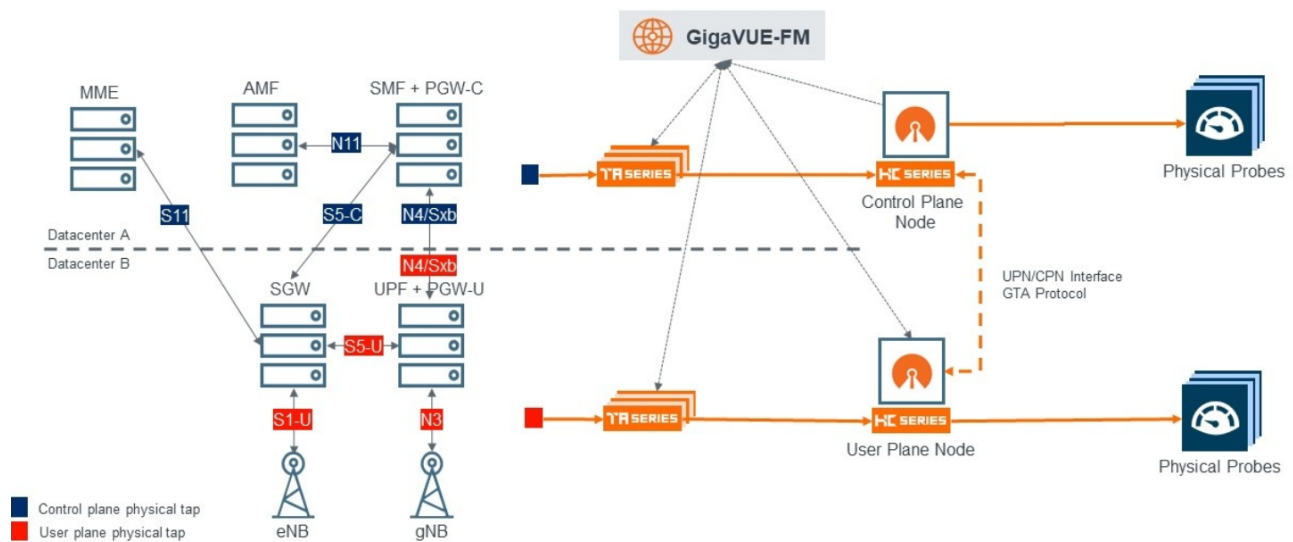 GigaVUE-FM
MME
AMF
SMF + PGW-C
N11
S11
S5-C
N4/Sxb
TA SERIES
HC SERIES
Control Plane
Node
Physical Probes
Datacenter A
Datacenter B
N4/Sxb
SGW
UPF + PGW-U
UPN/CPN Interface
GTA Protocol
S5-U
S1-U
N3
TA SERIES
HC SERIES
User Plane Node
Physical Probes
Control plane physical tap
User plane physical tap
eNB
gNB